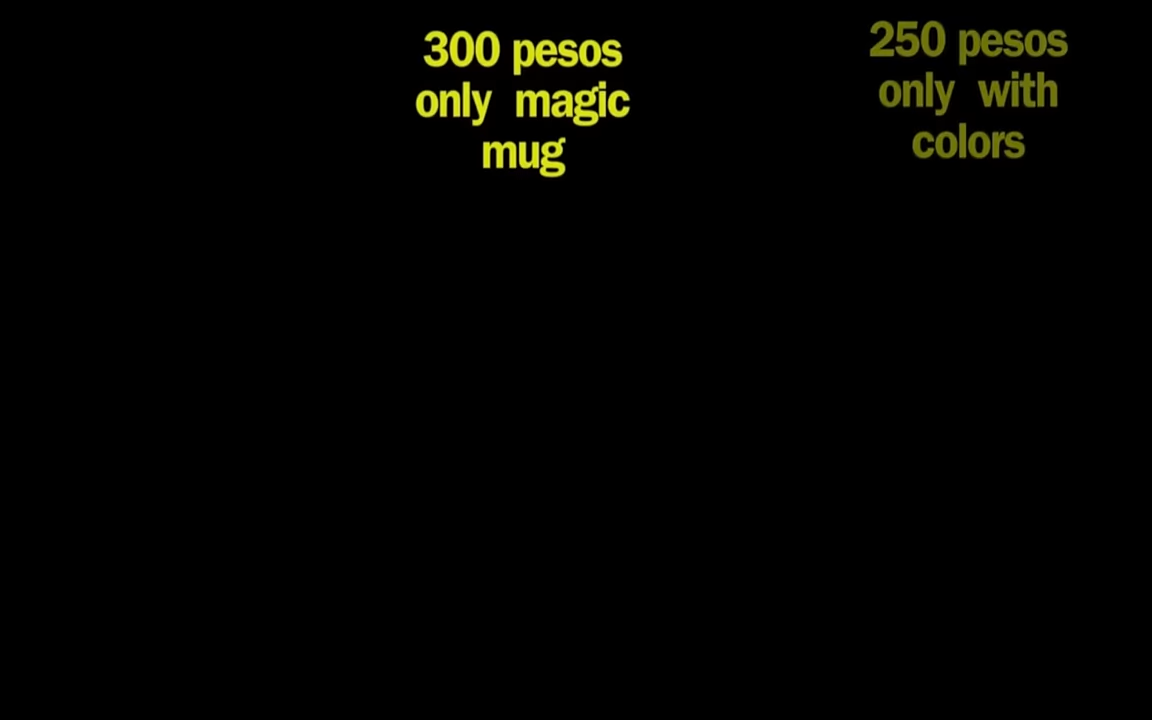 300 pesos
only magic
mug
250 pesos
only with
colors